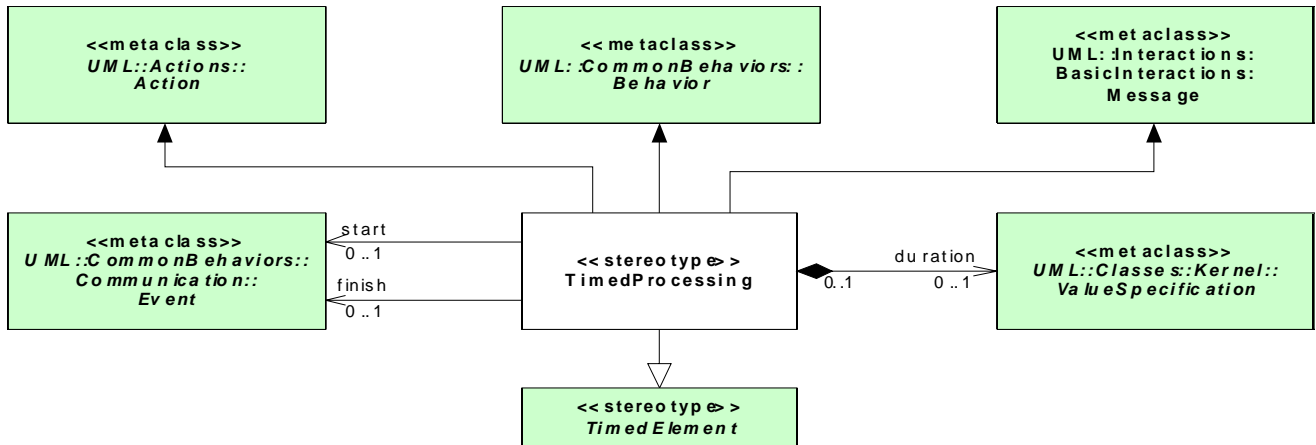 <<metaclass>>
UML::Actions::
Action
<<metaclass>>
UML::CommonBehaviors::
Behavior
<<metaclass>>
UML::Interactions:
BasicInteractions:
Message
<<metaclass>>
UML::CommonBehaviors::
Communication::
Event
start
0..1
finish
0..1
<<stereotype>>
TimedProcessing
duration
0..1
0..1
<<metaclass>>
UML::Classes::Kernel::
ValueSpecification
<<stereotype>>
TimedElement